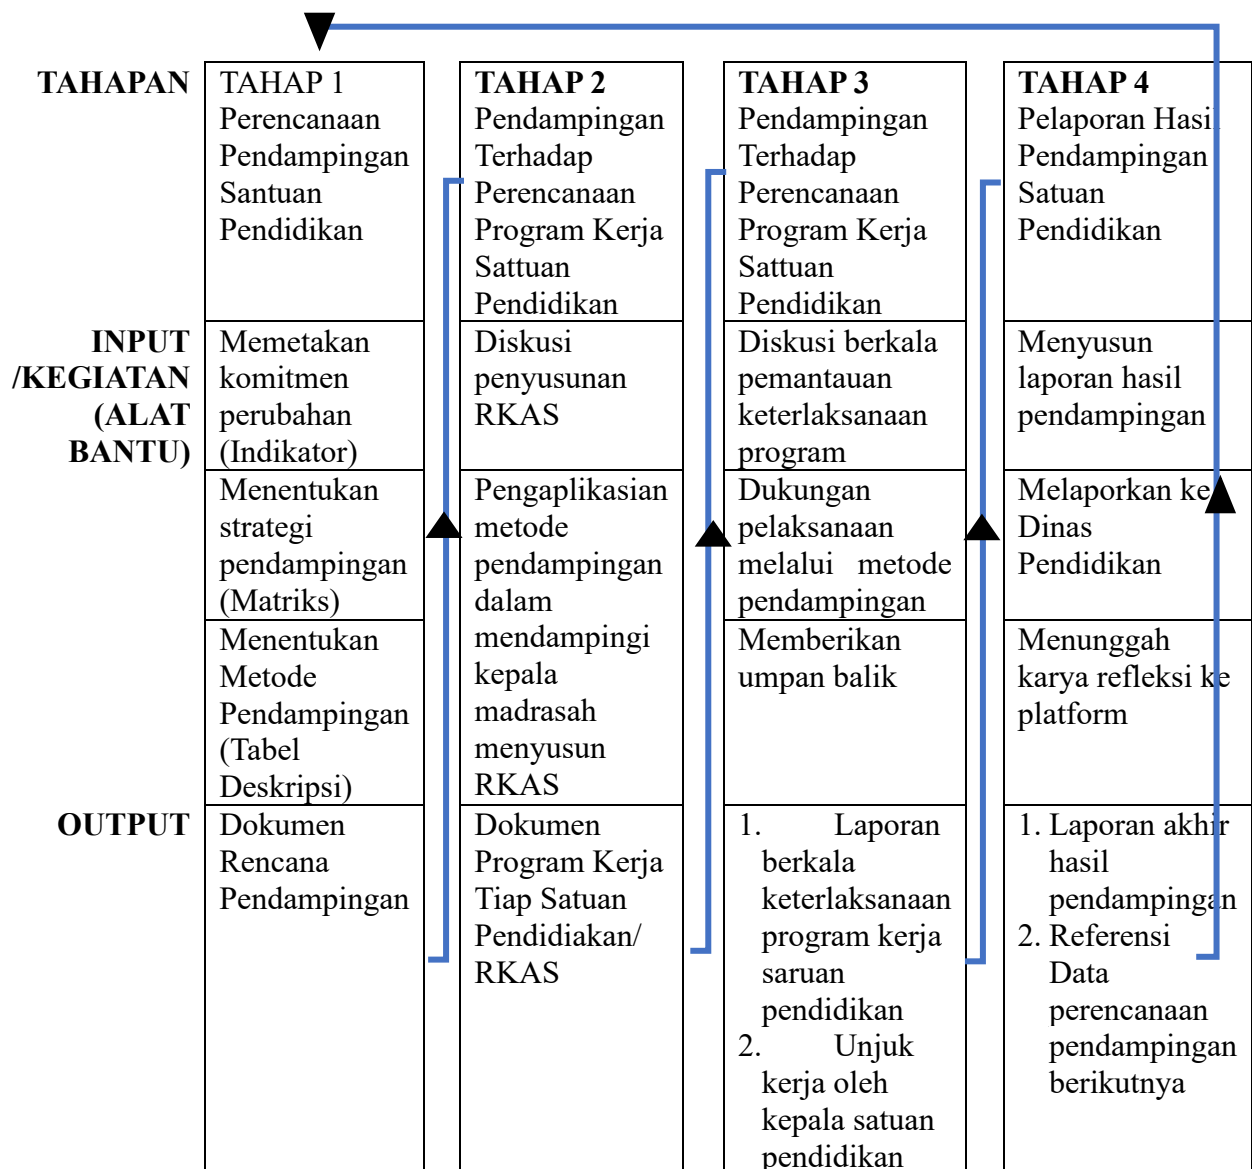 TAHAPAN
TAHAP 1
Perencanaan
Pendampingan
Santuan
Pendidikan
TAHAP 2
Pendampingan
Terhadap
Perencanaan
Program Kerja
Sattuan
Pendidikan
TAHAP 3
Pendampingan
Terhadap
Perencanaan
Program Kerja
Sattuan
Pendidikan
TAHAP 4
Pelaporan Hasil
Pendampingan
Satuan
Pendidikan
INPUT
/KEGIATAN
(ALAT
BANTU)
Memetakan
komitmen
perubahan
(Indikator)
Diskusi
penyusunan
RKAS
Diskusi berkala
pemantauan
keterlaksanaan
program
Menyusun
laporan hasil
pendampingan
Menentukan
strategi
pendampingan
(Matriks)
Pengaplikasian
metode
pendampingan
dalam
mendampingi
kepala
madrasah
menyusun
RKAS
Dukungan
pelaksanaan
melalui metode
pendampingan
Melaporkan ke
Dinas
Pendidikan
Menentukan
Metode
Pendampingan
(Tabel
Deskripsi)
Memberikan
umpan balik
Menunggah
karya refleksi ke
platform
OUTPUT
Dokumen
Rencana
Pendampingan
Dokumen
Program Kerja
Tiap Satuan
Pendidiakan/
RKAS
1. Laporan
berkala
keterlaksanaan
program kerja
saruan
pendidikan
2. Unjuk
kerja oleh
kepala satuan
pendidikan
1. Laporan akhir
hasil
pendampingan
2. Referensi
Data
perencanaan
pendampingan
berikutnya